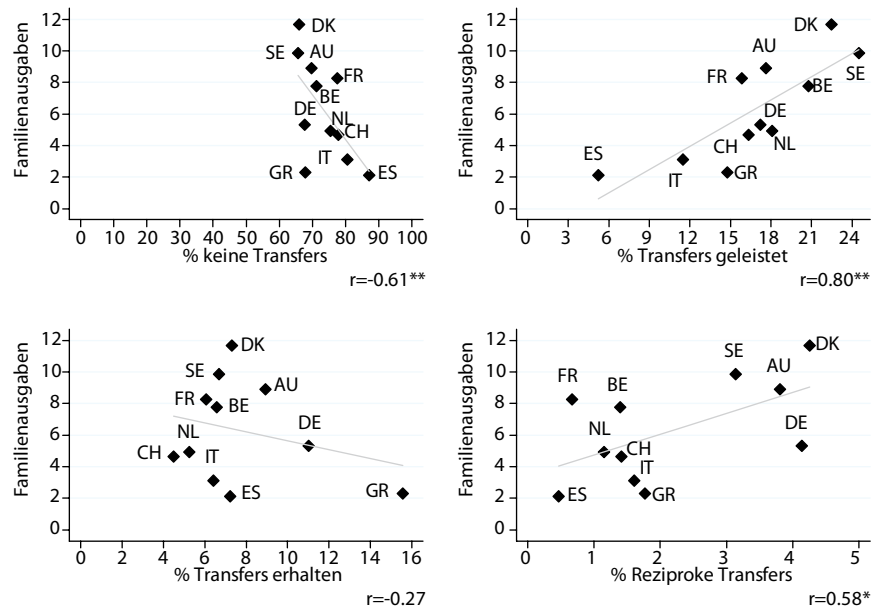 Familienausgaben
12
10
8
6
4
2
0
DK
SE
AU
FR
BE
DE
NL
CH
IT
GR
ES
0 10 20 30 40 50 60 70 80 90 100
% keine Transfers
r=-0.61**
Familienausgaben
12
10
8
6
4
2
0
DK
AU
SE
FR
BE
DE
CH
NL
ES
IT
GR
0 3 6 9 12 15 18 21 24
% Transfers geleistet
r=0.80**
Familienausgaben
12
10
8
6
4
2
0
DK
SE
AU
FR
BE
DE
NL
CH
IT
ES
GR
0 2 4 6 8 10 12 14 16
% Transfers erhalten
r=-0.27
Familienausgaben
12
10
8
6
4
2
0
DK
SE
AU
FR
BE
DE
NL
CH
IT
ES
GR
0 1 2 3 4 5
% Reziproke Transfers
r=0.58*